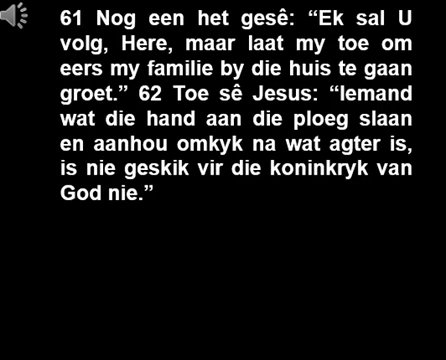 61 Nog een het gesê: “Ek sal U
volg, Here, maar laat my toe om
eers my familie by die huis te gaan
groet.” 62 Toe sê Jesus: “Iemand
wat die hand aan die ploeg slaan
en aanhou omkyk na wat agter is,
is nie geskik vir die koninkryk van
God nie.”